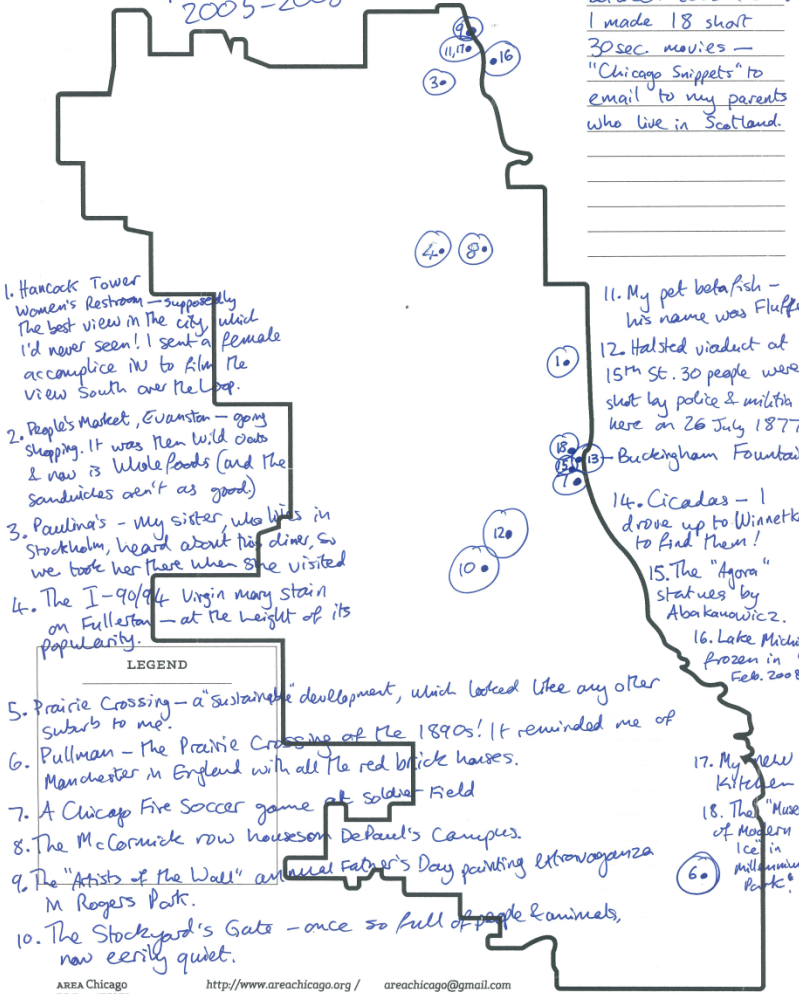 2005-2008
I made 18 short
30sec. movies —
"Chicago Snippets" to
email to my parents
who live in Scotland.
9
11,17
16
3
4
8
1
18
15
13
7
12
10
6
1. Hancock Tower
Women's Restroom — supposedly
the best view in the city, which
I'd never seen! I sent a female
accomplice in to film the
view South over the Loop.
2. People's Market, Evanston — going
shopping. It was then Wild Oats
& now is Whole Foods (and the
sandwiches aren't as good)
3. Paulina's - my sister, who lives in
Stockholm, heard about this diner, so
we took her there when she visited
4. The I-90/94 Virgin Mary Stain
on Fullerton — at the height of its
popularity.
LEGEND
5. Prairie Crossing — a "sustainable" development, which looked like any other
suburb to me.
6. Pullman — the Prairie Crossing of the 1890s! It reminded me of
Manchester in England with all the red brick houses.
7. A Chicago Fire Soccer game at Soldier Field
8. The McCormick row houses on DePaul's Campus.
9. The "Artists of the Wall" annual Father's Day painting extravaganza
in Rogers Park.
10. The Stockyard's Gate — once so full of people & animals,
now eerily quiet.
11. My pet betafish —
his name was
12. Halsted viaduct at
15th St. 30 people were
shot by police & militia
here on 26 July 1877
— Buckingham Fountain
14. Cicadas — I
drove up to Winnetka
to find them!
15. The "Agora"
statues by
Abakanowicz.
16. Lake Michi
frozen in
Feb. 2008
17. My new
Kitchen
18. The "Muse
of Modern
Ice" in
Millennium
Park.
AREA Chicago
http://www.areachicago.org / areachicago@gmail.com